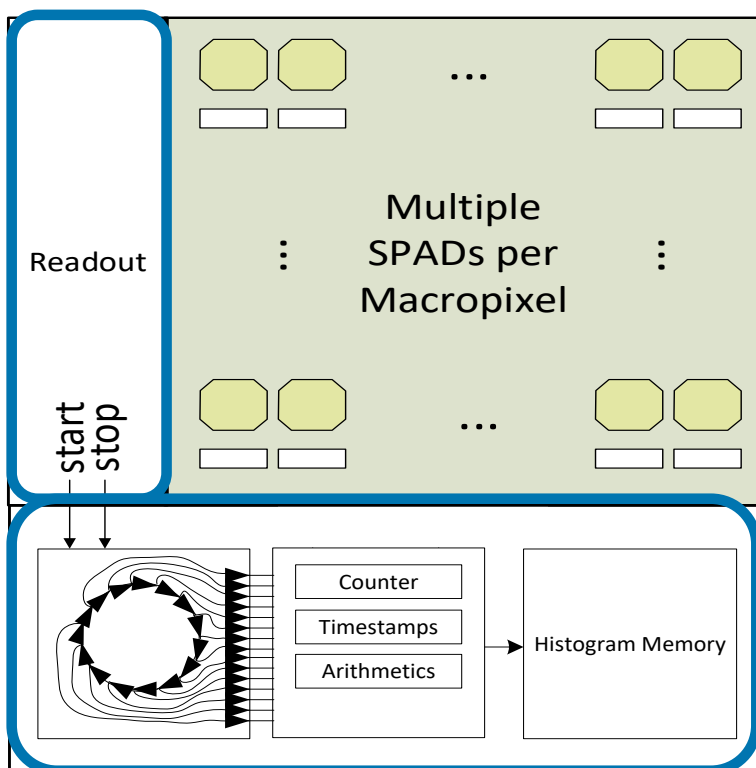 Multiple
SPADs per
Macropixel
Readout
start
stop
Counter
Timestamps
Arithmetics
Histogram Memory